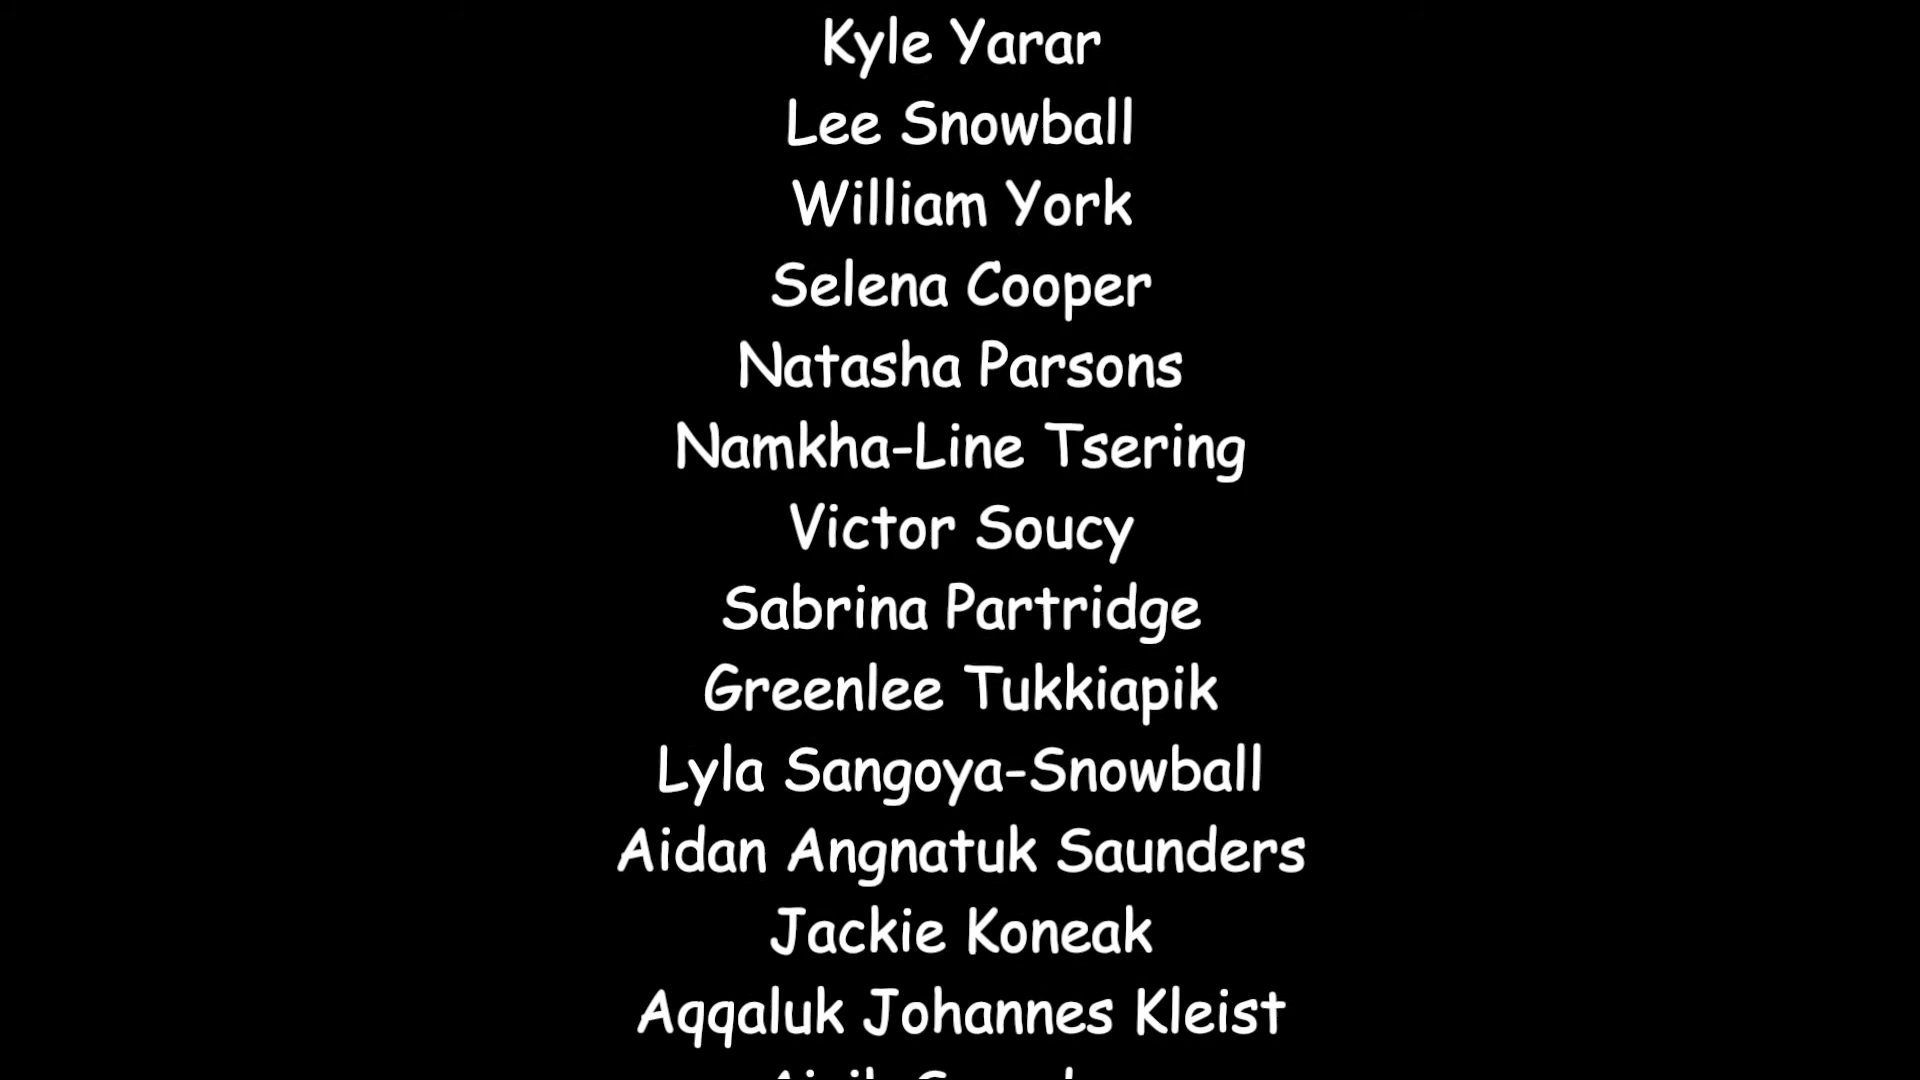 Kyle Yarar
Lee Snowball
William York
Selena Cooper
Natasha Parsons
Namkha-Line Tsering
Victor Soucy
Sabrina Partridge
Greenlee Tukkiapik
Lyla Sangoya-Snowball
Aidan Angnatuk Saunders
Jackie Koneak
Aqqaluk Johannes Kleist